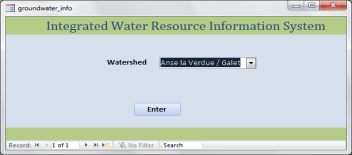 groundwater_info
Integrated Water Resource Information System
Watershed Anse la Verdue / Galet
Enter
Record: 1 of 1 No Filter Search